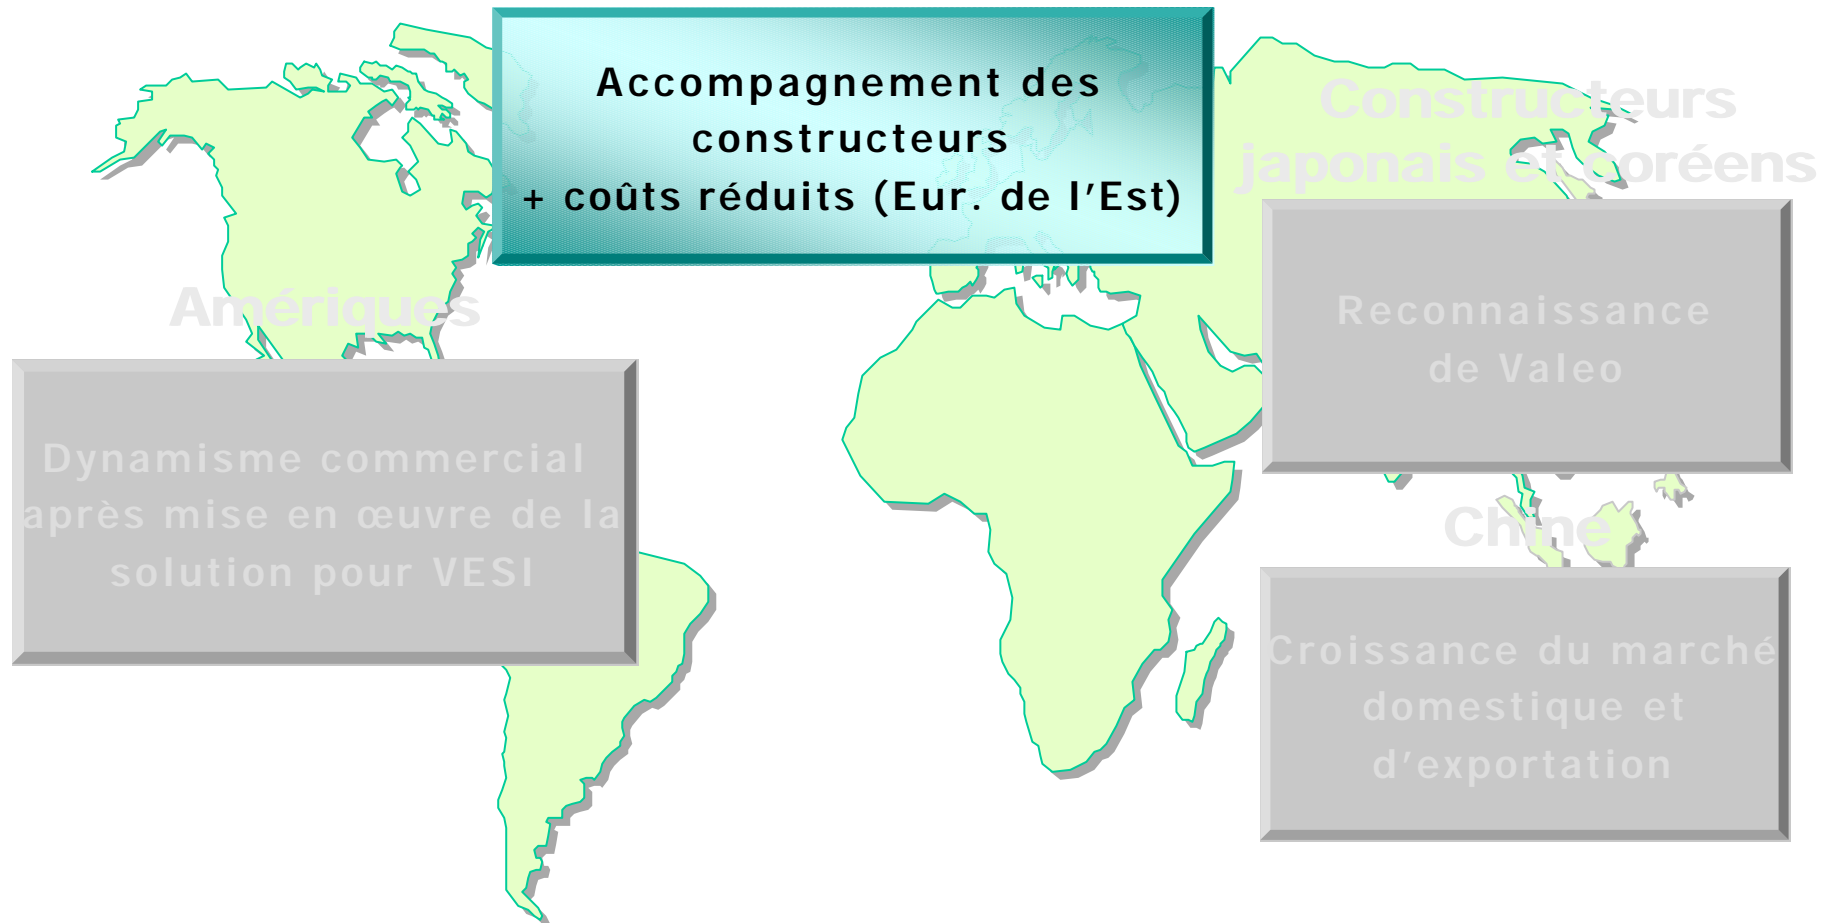 Accompagnement des
constructeurs
+ coûts réduits (Eur. de l’Est)
Constructeurs
japonais et coréens
Reconnaissance
de Valeo
Amériques
Dynamisme commercial
après mise en œuvre de la
solution pour VESI
Chine
Croissance du marché
domestique et
d’exportation